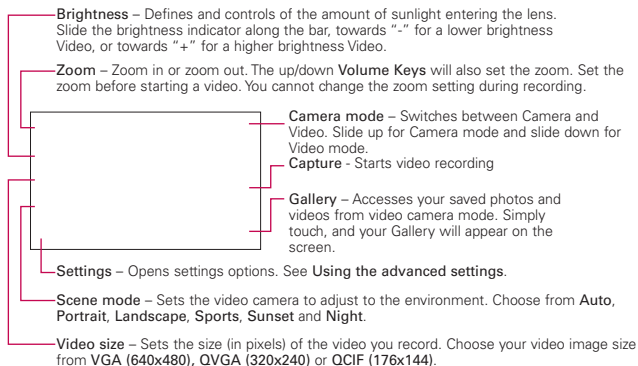 Brightness – Defines and controls of the amount of sunlight entering the lens.
Slide the brightness indicator along the bar, towards “-” for a lower brightness
Video, or towards “+” for a higher brightness Video.
Zoom – Zoom in or zoom out. The up/down Volume Keys will also set the zoom. Set the
zoom before starting a video. You cannot change the zoom setting during recording.
Camera mode – Switches between Camera and
Video. Slide up for Camera mode and slide down for
Video mode.
Capture - Starts video recording
Gallery – Accesses your saved photos and
videos from video camera mode. Simply
touch, and your Gallery will appear on the
screen.
Settings – Opens settings options. See Using the advanced settings.
Scene mode – Sets the video camera to adjust to the environment. Choose from Auto,
Portrait, Landscape, Sports, Sunset and Night.
Video size – Sets the size (in pixels) of the video you record. Choose your video image size
from VGA (640x480), QVGA (320x240) or QCIF (176x144).